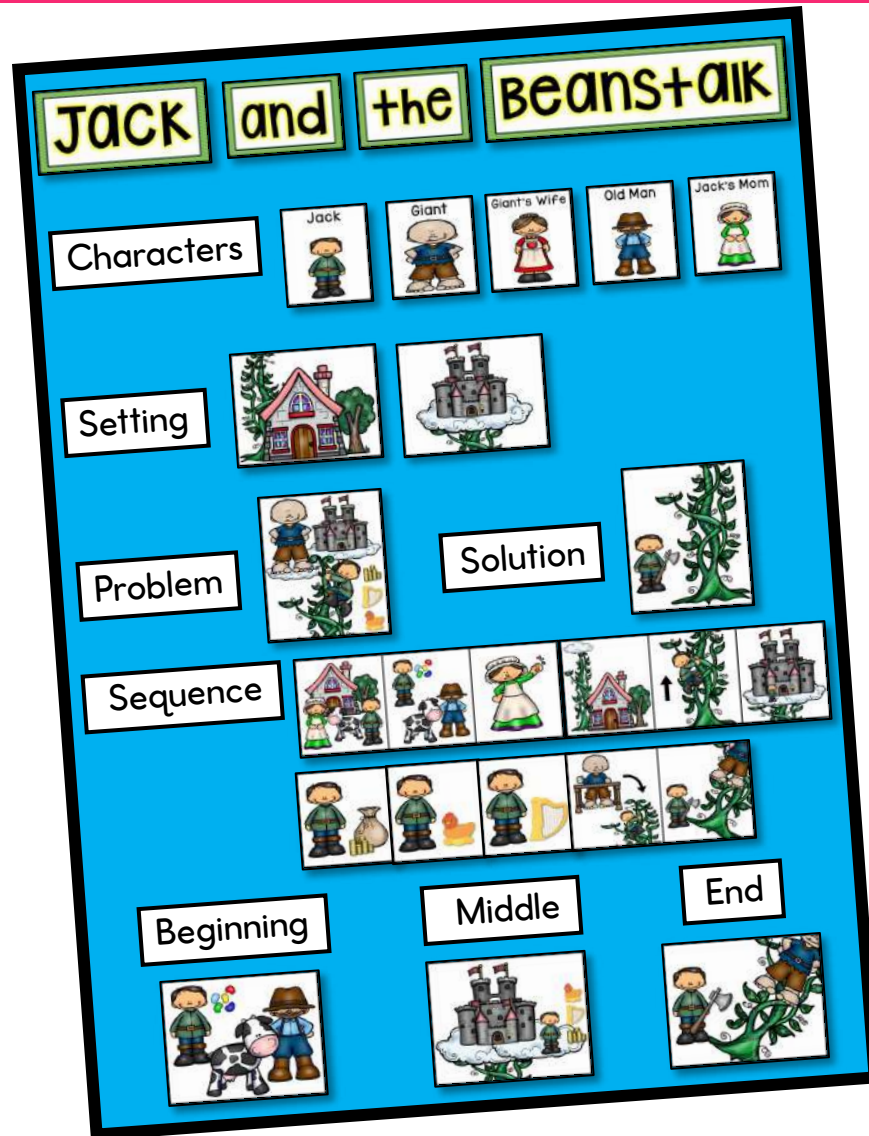 Jack and the Beanstalk
Characters
Jack
Giant
Giant's Wife
Old Man
Jack's Mom
Setting
Problem
Solution
Sequence
Beginning
Middle
End